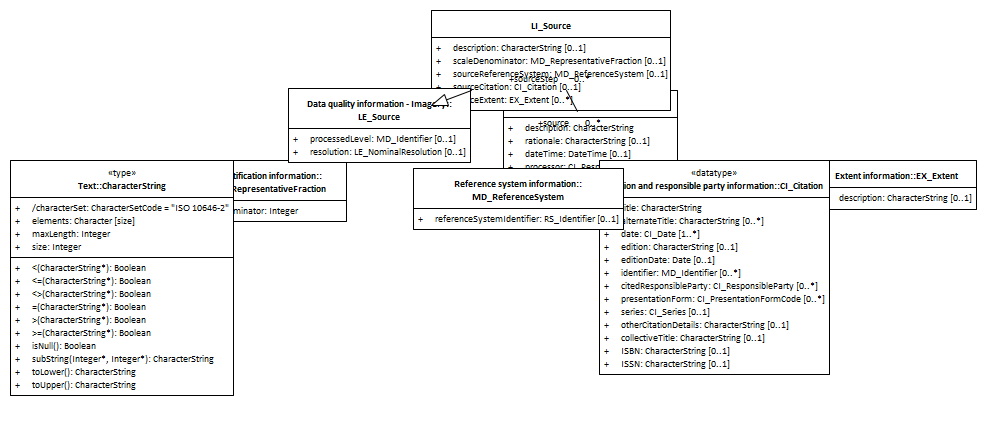 LI_Source
+ description: CharacterString [0..1]
+ scaleDenominator: MD_RepresentativeFraction [0..1]
+ sourceReferenceSystem: MD_ReferenceSystem [0..1]
+sourceStep 0..*
+ sourceCitation: CI_Citation [0..1]
ceExtent: EX_Extent [0..*]
Data quality information - Imagery::
LE_Source
+ processedLevel: MD_Identifier [0..1]
+ resolution: LE_NominalResolution [0..1]
+source 0..*
+ description: CharacterString
+ rationale: CharacterString [0..1]
+ dateTime: DateTime [0..1]
+ processor: CI_Resp
«type»
Text::CharacterString
+ /characterSet: CharacterSetCode = "ISO 10646-2"
+ elements: Character [size]
+ maxLength: Integer
+ size: Integer
+ <(CharacterString*): Boolean
+ <=(CharacterString*): Boolean
+ <>(CharacterString*): Boolean
+ =(CharacterString*): Boolean
+ >(CharacterString*): Boolean
+ >=(CharacterString*): Boolean
+ isNull(): Boolean
+ subString(Integer*, Integer*): CharacterString
+ toLower(): CharacterString
+ toUpper(): CharacterString
tification information::
RepresentativeFraction
minator: Integer
Reference system information::
MD_ReferenceSystem
+ referenceSystemIdentifier: RS_Identifier [0..1]
«datatype»
ion and responsible party information::CI_Citation
title: CharacterString
alternateTitle: CharacterString [0..*]
+ date: CI_Date [1..*]
+ edition: CharacterString [0..1]
+ editionDate: Date [0..1]
+ identifier: MD_Identifier [0..*]
+ citedResponsibleParty: CI_ResponsibleParty [0..*]
+ presentationForm: CI_PresentationFormCode [0..*]
+ series: CI_Series [0..1]
+ otherCitationDetails: CharacterString [0..1]
+ collectiveTitle: CharacterString [0..1]
+ ISBN: CharacterString [0..1]
+ ISSN: CharacterString [0..1]
Extent information::EX_Extent
description: CharacterString [0..1]